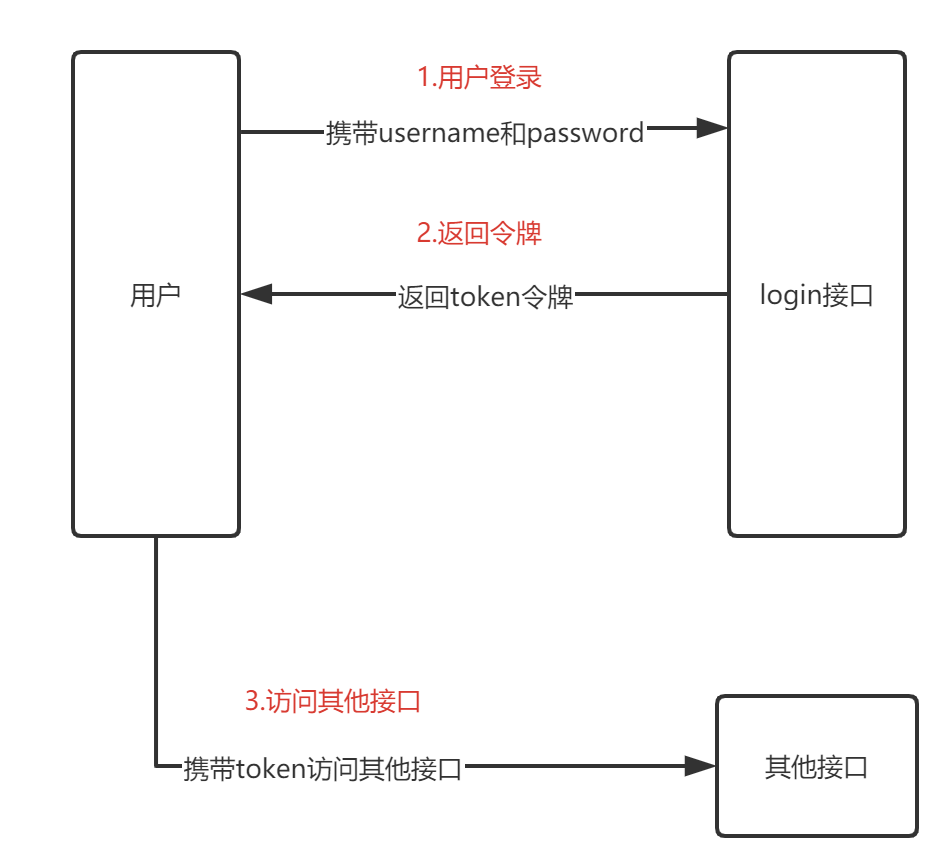 1.用户登录
携带username和password
2.返回令牌
用户
返回token令牌
login接口
3.访问其他接口
携带token访问其他接口
其他接口